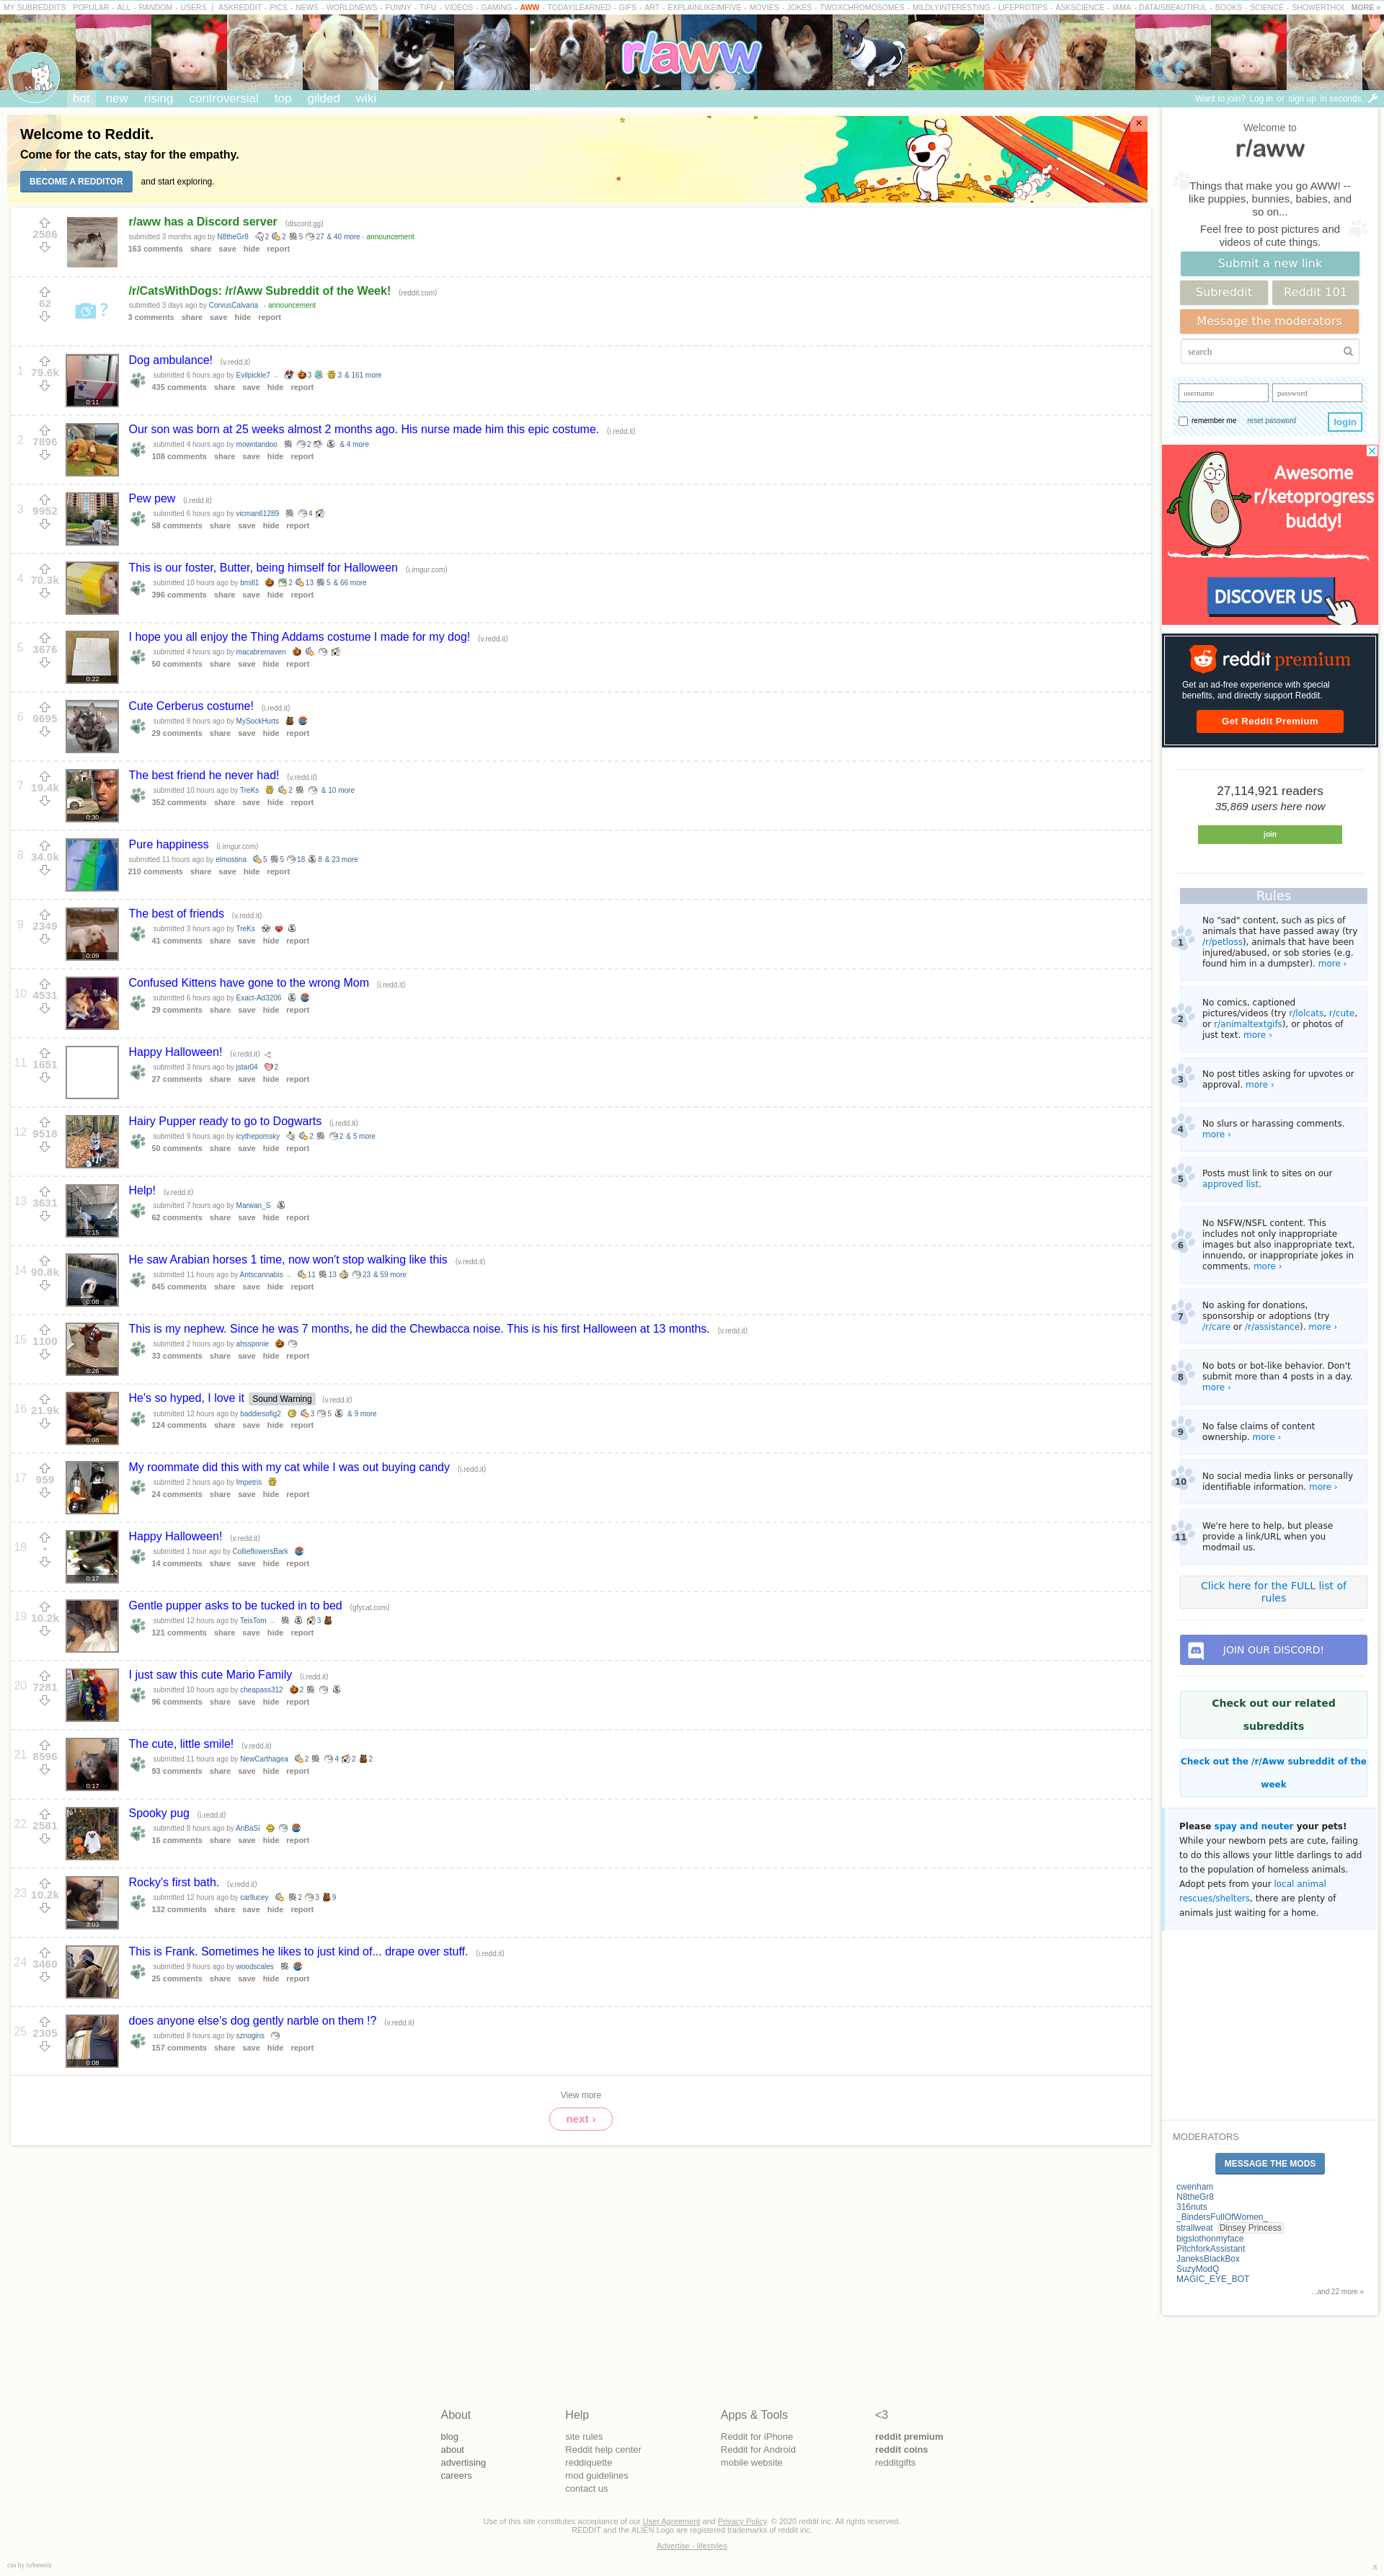 MY SUBREDDITS POPULAR - ALL - RANDOM - USERS | ASKREDDIT - PICS - NEWS - WORLDNEWS - FUNNY - TIFU - VIDEOS - GAMING - AWW - TODAYILEARNED - GIFS - ART - EXPLAINLIKEIMFIVE - MOVIES - JOKES - TWOXCHROMOSOMES - MILDLYINTERESTING - LIFEPROTIPS - ASKSCIENCE - IAMA - DATAISBEAUTIFUL - BOOKS - SCIENCE - SHOWERTHOU MORE »
r/aww
hot new rising controversial top gilded wiki
Want to join? Log in or sign up in seconds.
Welcome to Reddit.
Come for the cats, stay for the empathy.
BECOME A REDDITOR and start exploring.
×
2586
r/aww has a Discord server (discord.gg)
submitted 3 months ago by N8theGr8 2 2 5 27 & 40 more - announcement
163 comments share save hide report
62
/r/CatsWithDogs: /r/Aww Subreddit of the Week! (reddit.com)
submitted 3 days ago by CorvusCalvaria - announcement
3 comments share save hide report
1 79.6k 0:11
Dog ambulance! (v.redd.it)
submitted 6 hours ago by Evilpickle7 .. 3 3 & 161 more
435 comments share save hide report
2 7896
Our son was born at 25 weeks almost 2 months ago. His nurse made him this epic costume. (i.redd.it)
submitted 4 hours ago by mowntandoo 2 & 4 more
108 comments share save hide report
3 9952
Pew pew (i.redd.it)
submitted 6 hours ago by vicman61289 4
58 comments share save hide report
4 70.3k
This is our foster, Butter, being himself for Halloween (i.imgur.com)
submitted 10 hours ago by bmill1 2 13 5 & 66 more
396 comments share save hide report
5 3676 0:22
I hope you all enjoy the Thing Addams costume I made for my dog! (v.redd.it)
submitted 4 hours ago by macabremaven
50 comments share save hide report
6 9695
Cute Cerberus costume! (i.redd.it)
submitted 8 hours ago by MySockHurts
29 comments share save hide report
7 19.4k 0:30
The best friend he never had! (v.redd.it)
submitted 10 hours ago by TreKs 2 & 10 more
352 comments share save hide report
8 34.0k
Pure happiness (i.imgur.com)
submitted 11 hours ago by elmostina 5 5 18 8 & 23 more
210 comments share save hide report
9 2349 0:09
The best of friends (v.redd.it)
submitted 3 hours ago by TreKs
41 comments share save hide report
10 4531
Confused Kittens have gone to the wrong Mom (i.redd.it)
submitted 6 hours ago by Exact-Ad3206
29 comments share save hide report
11 1651
Happy Halloween! (v.redd.it)
submitted 3 hours ago by jstar04 2
27 comments share save hide report
12 9518
Hairy Pupper ready to go to Dogwarts (i.redd.it)
submitted 9 hours ago by icythepomsky 2 2 & 5 more
50 comments share save hide report
13 3631 0:15
Help! (v.redd.it)
submitted 7 hours ago by Marwan_S
62 comments share save hide report
14 90.8k 0:08
He saw Arabian horses 1 time, now won't stop walking like this (v.redd.it)
submitted 11 hours ago by Antscannabis .. 11 13 23 & 59 more
845 comments share save hide report
15 1100 0:26
This is my nephew. Since he was 7 months, he did the Chewbacca noise. This is his first Halloween at 13 months. (v.redd.it)
submitted 2 hours ago by ahssponie
33 comments share save hide report
16 21.9k 0:08
He's so hyped, I love it Sound Warning (v.redd.it)
submitted 12 hours ago by baddiesofig2 3 5 & 9 more
124 comments share save hide report
17 959
My roommate did this with my cat while I was out buying candy (i.redd.it)
submitted 2 hours ago by Impetris
24 comments share save hide report
18 • 0:17
Happy Halloween! (v.redd.it)
submitted 1 hour ago by CollieflowersBark
14 comments share save hide report
19 10.2k
Gentle pupper asks to be tucked in to bed (gfycat.com)
submitted 12 hours ago by TeisTom .. 3
121 comments share save hide report
20 7281
I just saw this cute Mario Family (i.redd.it)
submitted 10 hours ago by cheapass312 2
96 comments share save hide report
21 8596 0:17
The cute, little smile! (v.redd.it)
submitted 11 hours ago by NewCarthagea 2 4 2 2
93 comments share save hide report
22 2581
Spooky pug (i.redd.it)
submitted 8 hours ago by AnBaSi
16 comments share save hide report
23 10.2k 3:03
Rocky's first bath. (v.redd.it)
submitted 12 hours ago by carllucey 2 3 9
132 comments share save hide report
24 3460
This is Frank. Sometimes he likes to just kind of... drape over stuff. (i.redd.it)
submitted 9 hours ago by woodscales
25 comments share save hide report
25 2305 0:08
does anyone else's dog gently narble on them !? (v.redd.it)
submitted 8 hours ago by sznogins
157 comments share save hide report
View more
next ›
Welcome to
r/aww
Things that make you go AWW! --
like puppies, bunnies, babies, and
so on...
Feel free to post pictures and
videos of cute things.
Submit a new link
Subreddit Reddit 101
Message the moderators
search
username password
remember me reset password login
Awesome
r/ketoprogress
buddy!
DISCOVER US
reddit premium
Get an ad-free experience with special
benefits, and directly support Reddit.
Get Reddit Premium
27,114,921 readers
35,869 users here now
join
Rules
1 No "sad" content, such as pics of
animals that have passed away (try
/r/petloss), animals that have been
injured/abused, or sob stories (e.g.
found him in a dumpster). more ›
2 No comics, captioned
pictures/videos (try r/lolcats, r/cute,
or r/animaltextgifs), or photos of
just text. more ›
3 No post titles asking for upvotes or
approval. more ›
4 No slurs or harassing comments.
more ›
5 Posts must link to sites on our
approved list.
6 No NSFW/NSFL content. This
includes not only inappropriate
images but also inappropriate text,
innuendo, or inappropriate jokes in
comments. more ›
7 No asking for donations,
sponsorship or adoptions (try
/r/care or /r/assistance). more ›
8 No bots or bot-like behavior. Don't
submit more than 4 posts in a day.
more ›
9 No false claims of content
ownership. more ›
10 No social media links or personally
identifiable information. more ›
11 We're here to help, but please
provide a link/URL when you
modmail us.
Click here for the FULL list of
rules
JOIN OUR DISCORD!
Check out our related
subreddits
Check out the /r/Aww subreddit of the
week
Please spay and neuter your pets!
While your newborn pets are cute, failing
to do this allows your little darlings to add
to the population of homeless animals.
Adopt pets from your local animal
rescues/shelters, there are plenty of
animals just waiting for a home.
MODERATORS
MESSAGE THE MODS
cwenham
N8theGr8
316nuts
_BindersFullOfWomen_
strallweat Dinsey Princess
bigslothonmyface
PitchforkAssistant
JaneksBlackBox
SuzyModQ
MAGIC_EYE_BOT
...and 22 more »
About
blog
about
advertising
careers
Help
site rules
Reddit help center
reddiquette
mod guidelines
contact us
Apps & Tools
Reddit for iPhone
Reddit for Android
mobile website
<3
reddit premium
reddit coins
redditgifts
Use of this site constitutes acceptance of our User Agreement and Privacy Policy. © 2020 reddit inc. All rights reserved.
REDDIT and the ALIEN Logo are registered trademarks of reddit inc.
Advertise - lifestyles
π